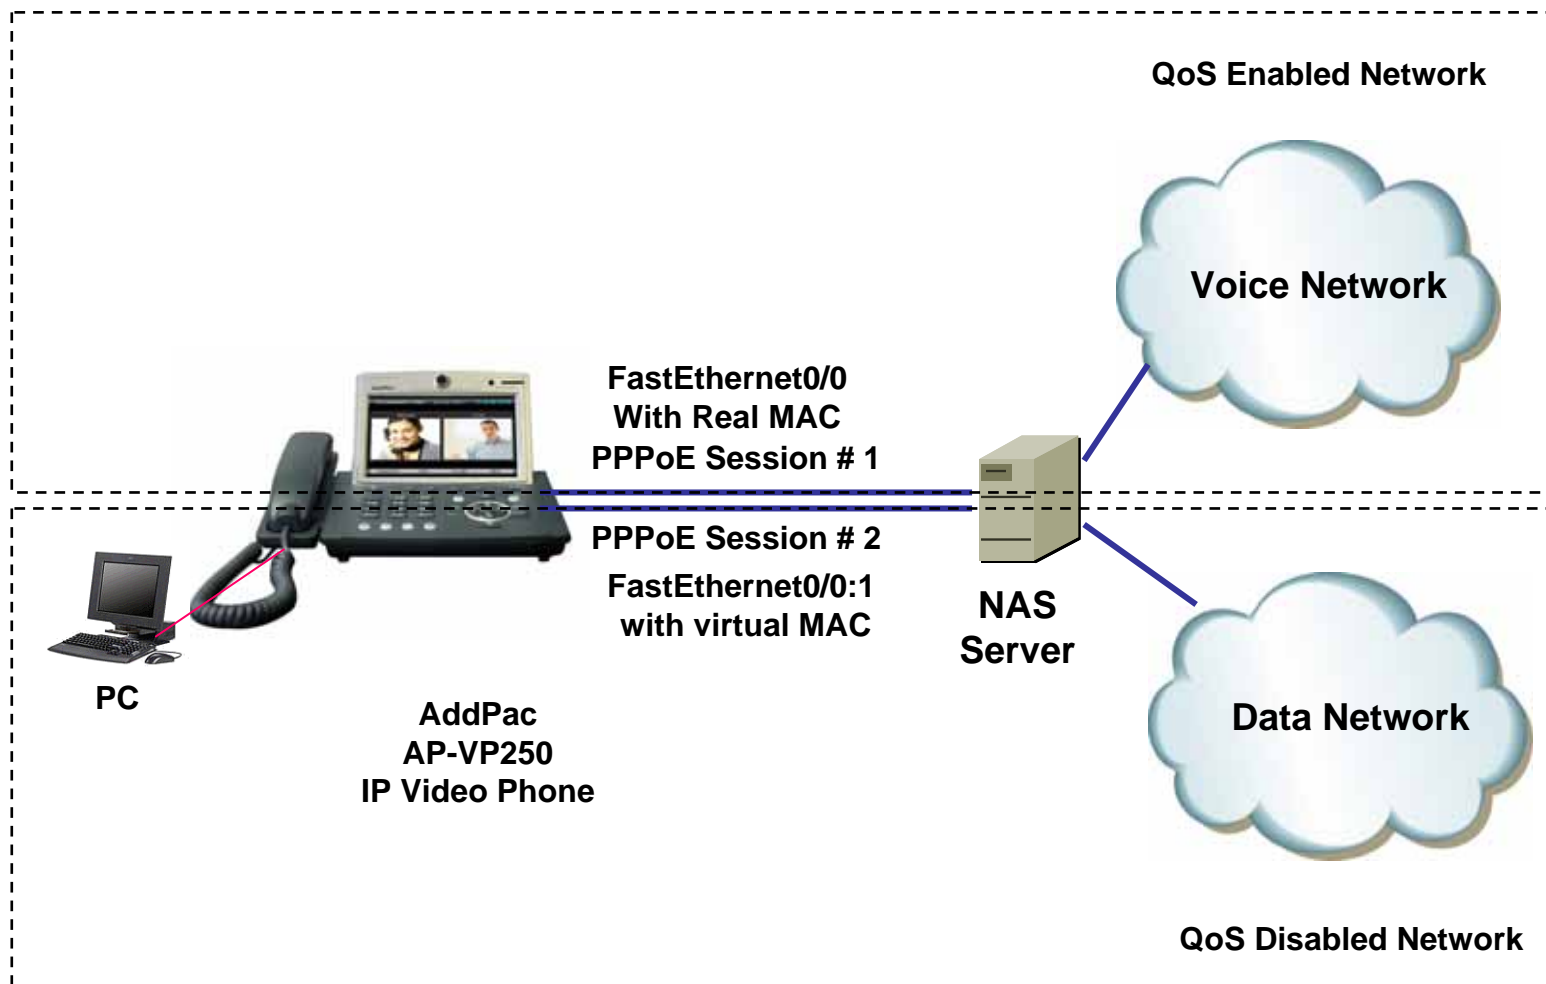 QoS Enabled Network
Voice Network
FastEthernet0/0
With Real MAC
PPPoE Session # 1
PPPoE Session # 2
FastEthernet0/0:1
with virtual MAC
NAS
Server
PC
AddPac
AP-VP250
IP Video Phone
Data Network
QoS Disabled Network